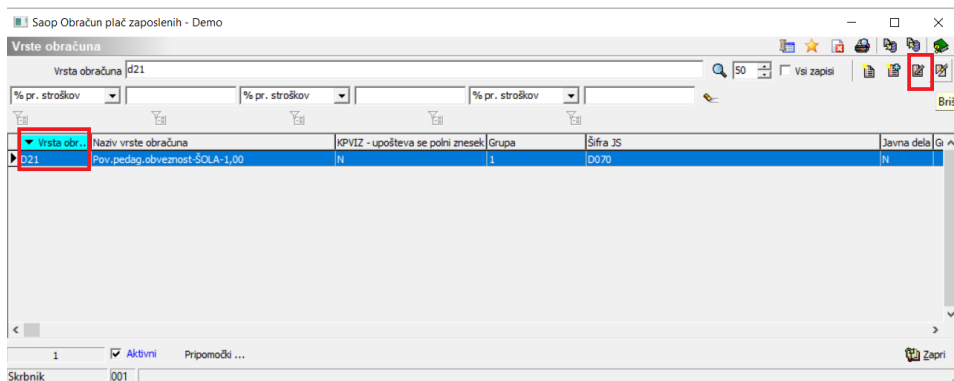 Saop Obračun plač zaposlenih - Demo
Vrste obračuna
Vrsta obračuna d21 50 Vsi zapisi
% pr. stroškov % pr. stroškov % pr. stroškov
Briš
Vrsta obr... Naziv vrste obračuna KPVIZ - upošteva se polni znesek Grupa Šifra JS Javna dela Gr
D21 Pov.pedag.obveznost-ŠOLA-1,00 N 1 D070 N
1 Aktivni Pripomočki ... Zapri
Skrbnik 001